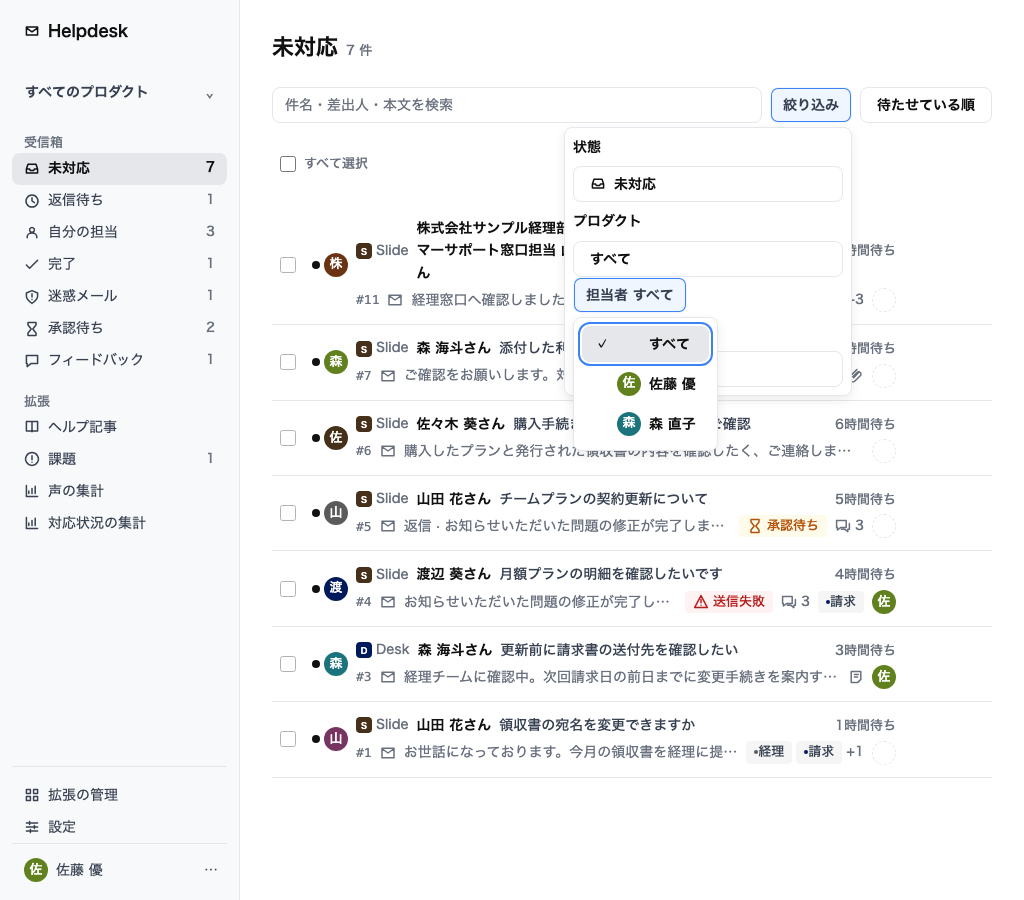 Helpdesk
すべてのプロダクト
受信箱
未対応 7
返信待ち 1
自分の担当 3
完了 1
迷惑メール 1
承認待ち 2
フィードバック 1
拡張
ヘルプ記事
課題 1
声の集計
対応状況の集計
拡張の管理
設定
佐 佐藤 優 ···
未対応 7 件
件名・差出人・本文を検索 絞り込み 待たせている順
すべて選択
状態
未対応
プロダクト
すべて
担当者 すべて
✓ すべて
佐 佐藤 優
森 森 直子
株 S Slide 株式会社サンプル経理部
マーサポート窓口担当
ん
時間待ち
#11 経理窓口へ確認しました
森 S Slide 森 海斗さん 添付した 時間待ち
#7 ご確認をお願いします。
佐 S Slide 佐々木 葵さん 購入手続 ご確認 6時間待ち
#6 購入したプランと発行された領収書の内容を確認したく、ご連絡しま…
山 S Slide 山田 花さん チームプランの契約更新について 5時間待ち
#5 返信 · お知らせいただいた問題の修正が完了しま… 承認待ち 3
渡 S Slide 渡辺 葵さん 月額プランの明細を確認したいです 4時間待ち
#4 お知らせいただいた問題の修正が完了し… 送信失敗 3 •請求 佐
森 D Desk 森 海斗さん 更新前に請求書の送付先を確認したい 3時間待ち
#3 経理チームに確認中。次回請求日の前日までに変更手続きを案内す… 佐
山 S Slide 山田 花さん 領収書の宛名を変更できますか 1時間待ち
#1 お世話になっております。今月の領収書を経理に提… •経理 •請求 +1